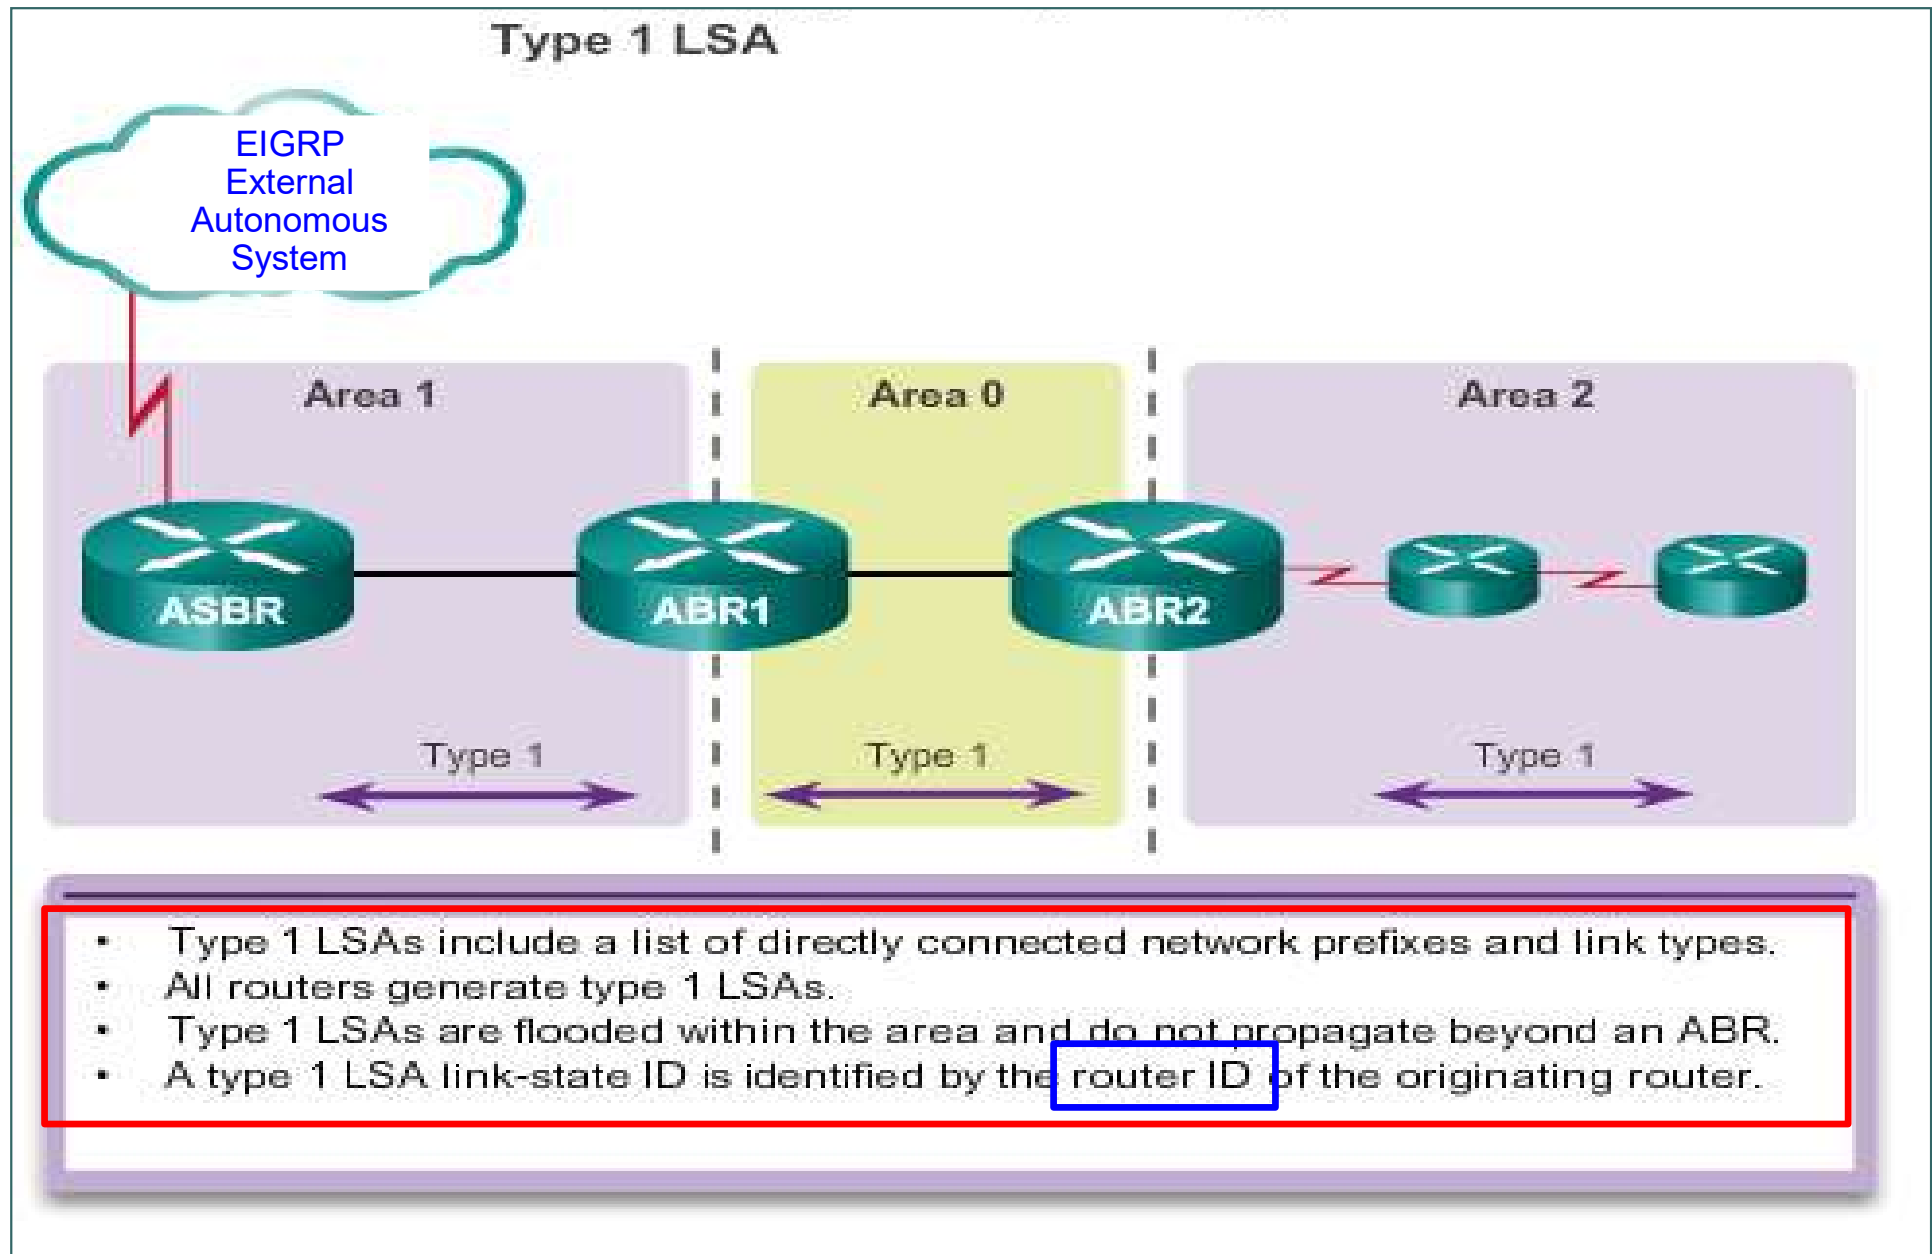 Type 1 LSA
EIGRP
External
Autonomous
System
Area 1
Area 0
Area 2
ASBR
ABR1
ABR2
Type 1
Type 1
Type 1
• Type 1 LSAs include a list of directly connected network prefixes and link types.
• All routers generate type 1 LSAs.
• Type 1 LSAs are flooded within the area and do not propagate beyond an ABR.
• A type 1 LSA link-state ID is identified by the router ID of the originating router.